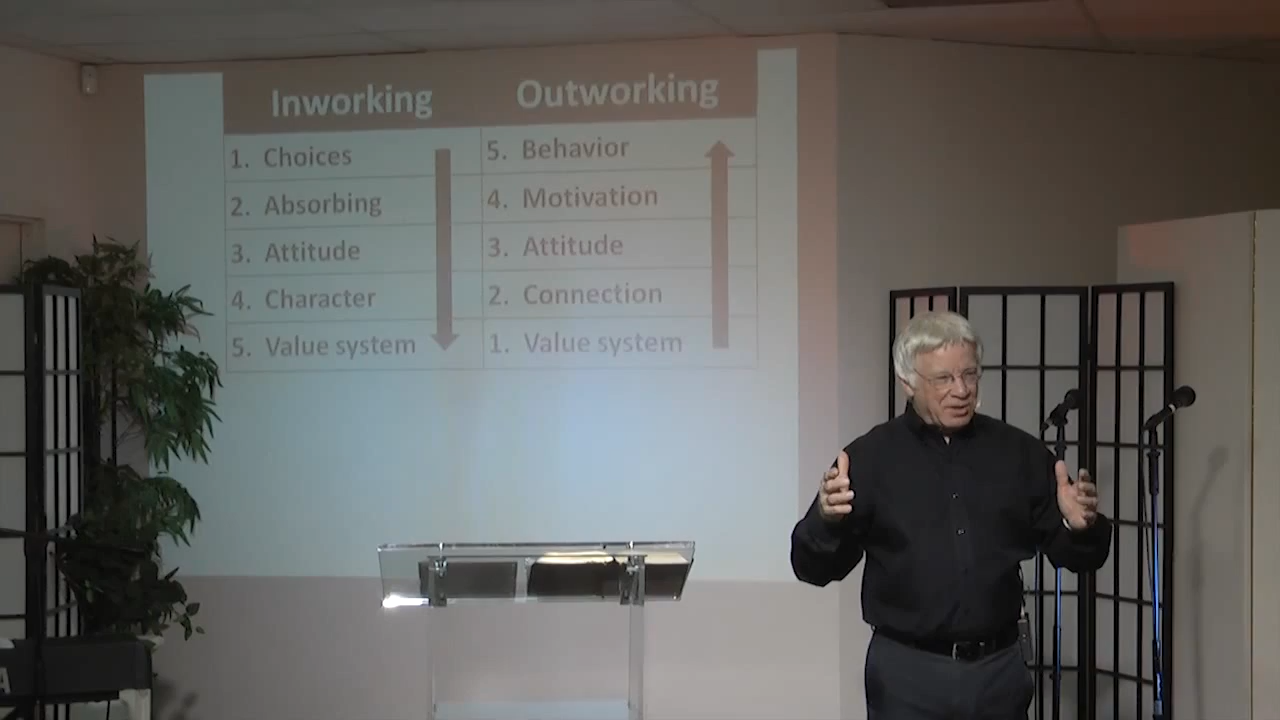 Inworking Outworking
1. Choices 5. Behavior
2. Absorbing 4. Motivation
3. Attitude 3. Attitude
4. Character 2. Connection
5. Value system 1. Value system
A